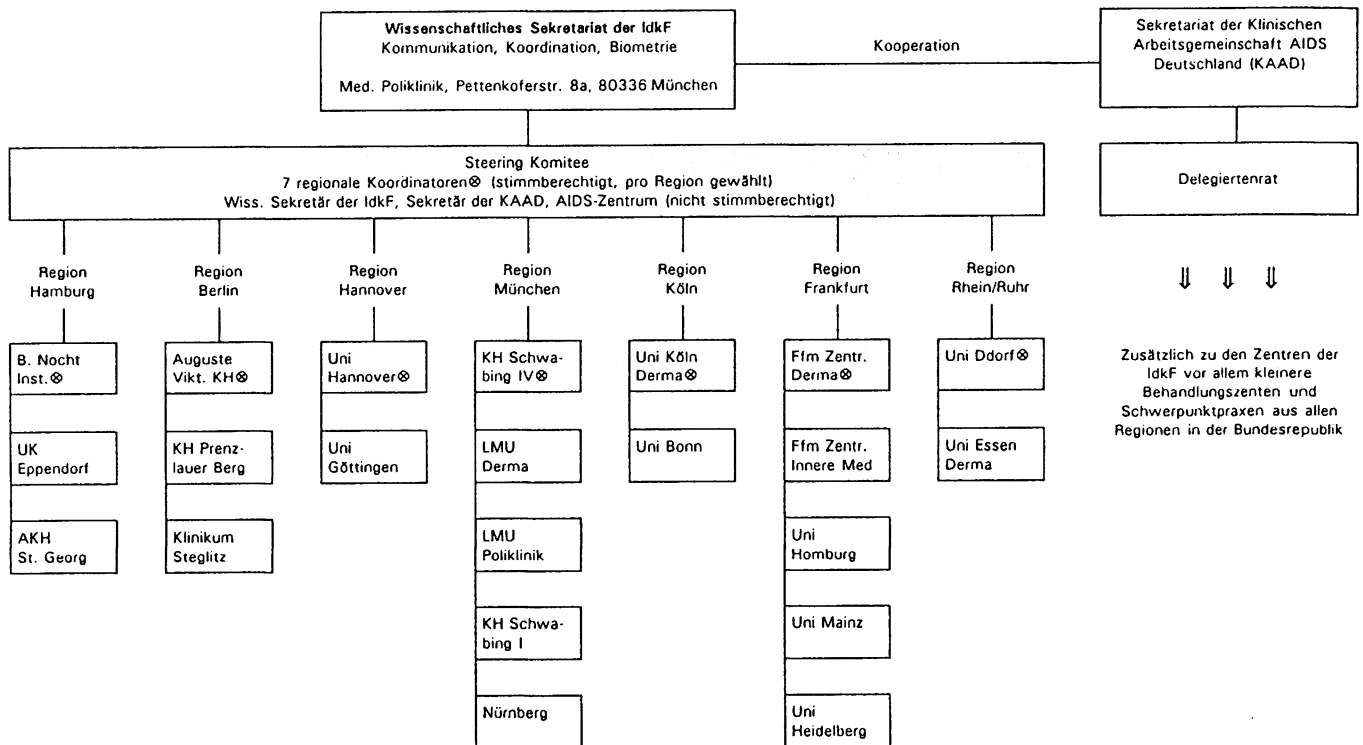 Wissenschaftliches Sekretariat der IdkF
Kommunikation, Koordination, Biometrie
Med. Poliklinik, Pettenkoferstr. 8a, 80336 München
Kooperation
Sekretariat der Klinischen
Arbeitsgemeinschaft AIDS
Deutschland (KAAD)
Steering Komitee
7 regionale Koordinatoren⊗ (stimmberechtigt, pro Region gewählt)
Wiss. Sekretär der IdkF, Sekretär der KAAD, AIDS-Zentrum (nicht stimmberechtigt)
Delegiertenrat
Region
Hamburg
B. Nocht
Inst.⊗
UK
Eppendorf
AKH
St. Georg
Region
Berlin
Auguste
Vikt. KH⊗
KH Prenz-
lauer Berg
Klinikum
Steglitz
Region
Hannover
Uni
Hannover⊗
Uni
Göttingen
Region
München
KH Schwa-
bing IV⊗
LMU
Derma
LMU
Poliklinik
KH Schwa-
bing I
Nürnberg
Region
Köln
Uni Köln
Derma⊗
Uni Bonn
Region
Frankfurt
Ffm Zentr.
Derma⊗
Ffm Zentr.
Innere Med
Uni
Homburg
Uni Mainz
Uni
Heidelberg
Region
Rhein/Ruhr
Uni Ddorf⊗
Uni Essen
Derma
⇓ ⇓ ⇓
Zusätzlich zu den Zentren der
IdkF vor allem kleinere
Behandlungszenten und
Schwerpunktpraxen aus allen
Regionen in der Bundesrepublik